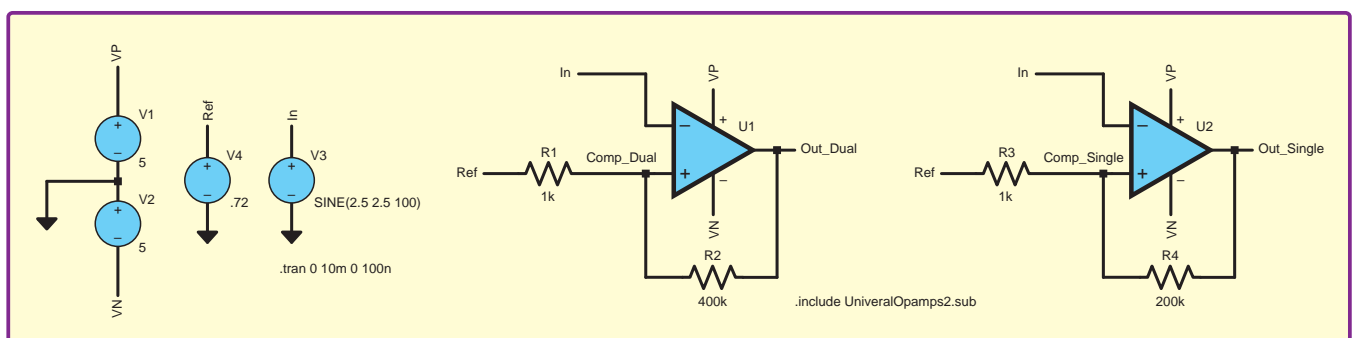 VP
V1
+
–
5
V2
+
–
5
VN
Ref
V4
+
–
.72
In
V3
+
–
SINE(2.5 2.5 100)
.tran 0 10m 0 100n
In
VP
+
U1
–
+
–
VN
Out_Dual
Ref
R1
1k
Comp_Dual
R2
400k
.include UniveralOpamps2.sub
In
VP
+
U2
–
+
–
VN
Out_Single
Ref
R3
1k
Comp_Single
R4
200k